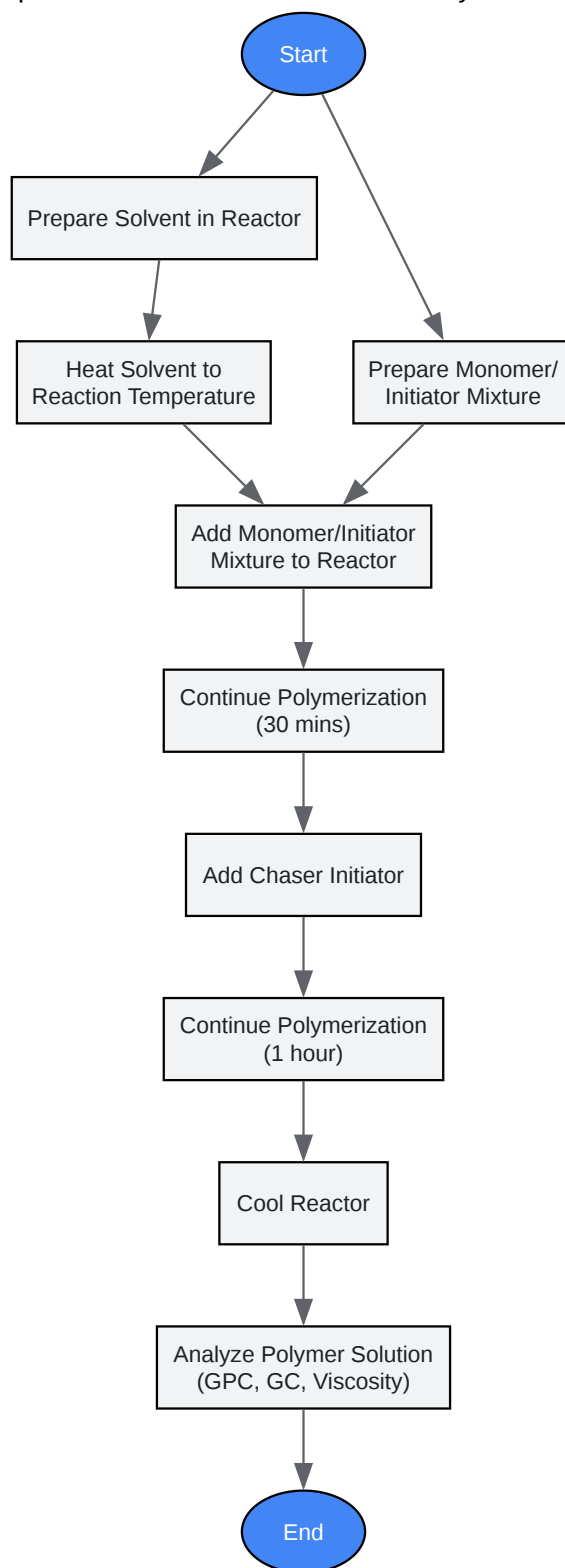 Start
Prepare Solvent in Reactor
Heat Solvent to
Reaction Temperature
Prepare Monomer/
Initiator Mixture
Add Monomer/Initiator
Mixture to Reactor
Continue Polymerization
(30 mins)
Add Chaser Initiator
Continue Polymerization
(1 hour)
Cool Reactor
Analyze Polymer Solution
(GPC, GC, Viscosity)
End